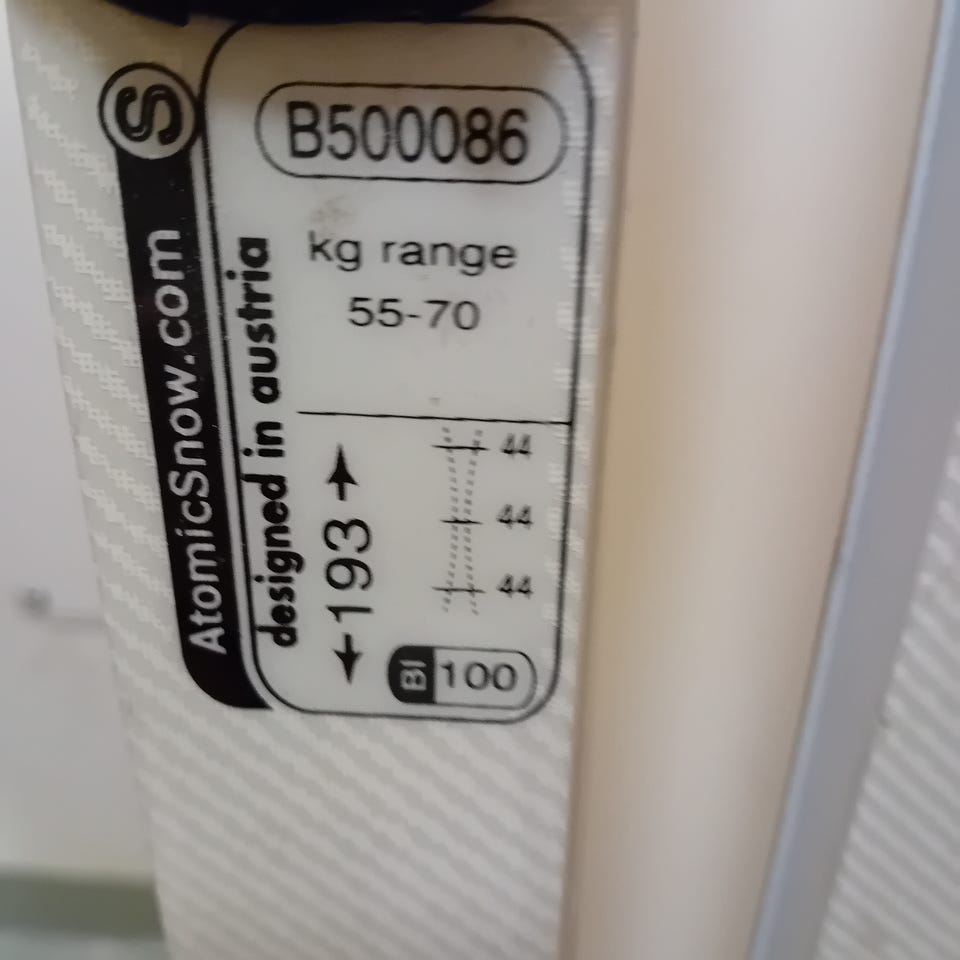 S
AtomicSnow.com
designed in austria
B500086
kg range
55-70
193
44
44
44
BI 100